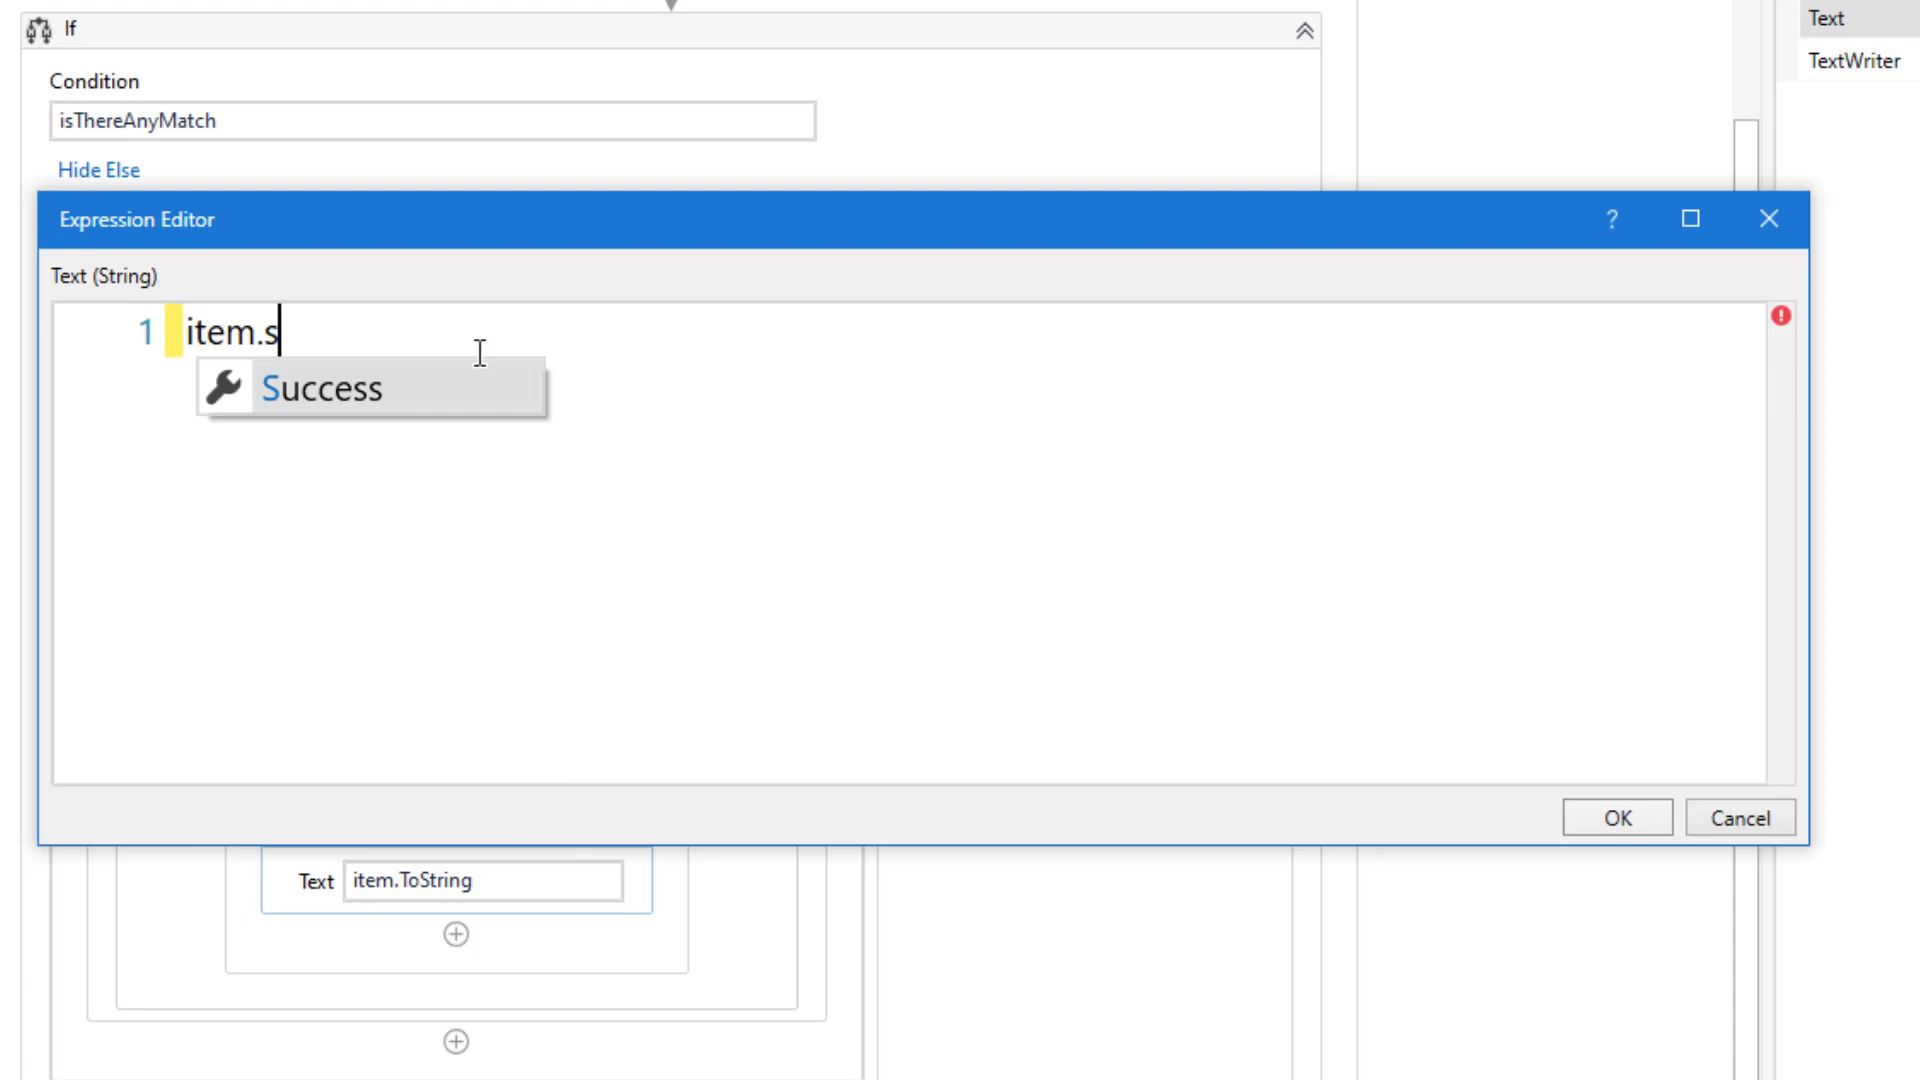 If
Condition
isThereAnyMatch
Hide Else
Text
TextWriter
Expression Editor
?
Text (String)
1 item.s
Success
OK Cancel
Text item.ToString